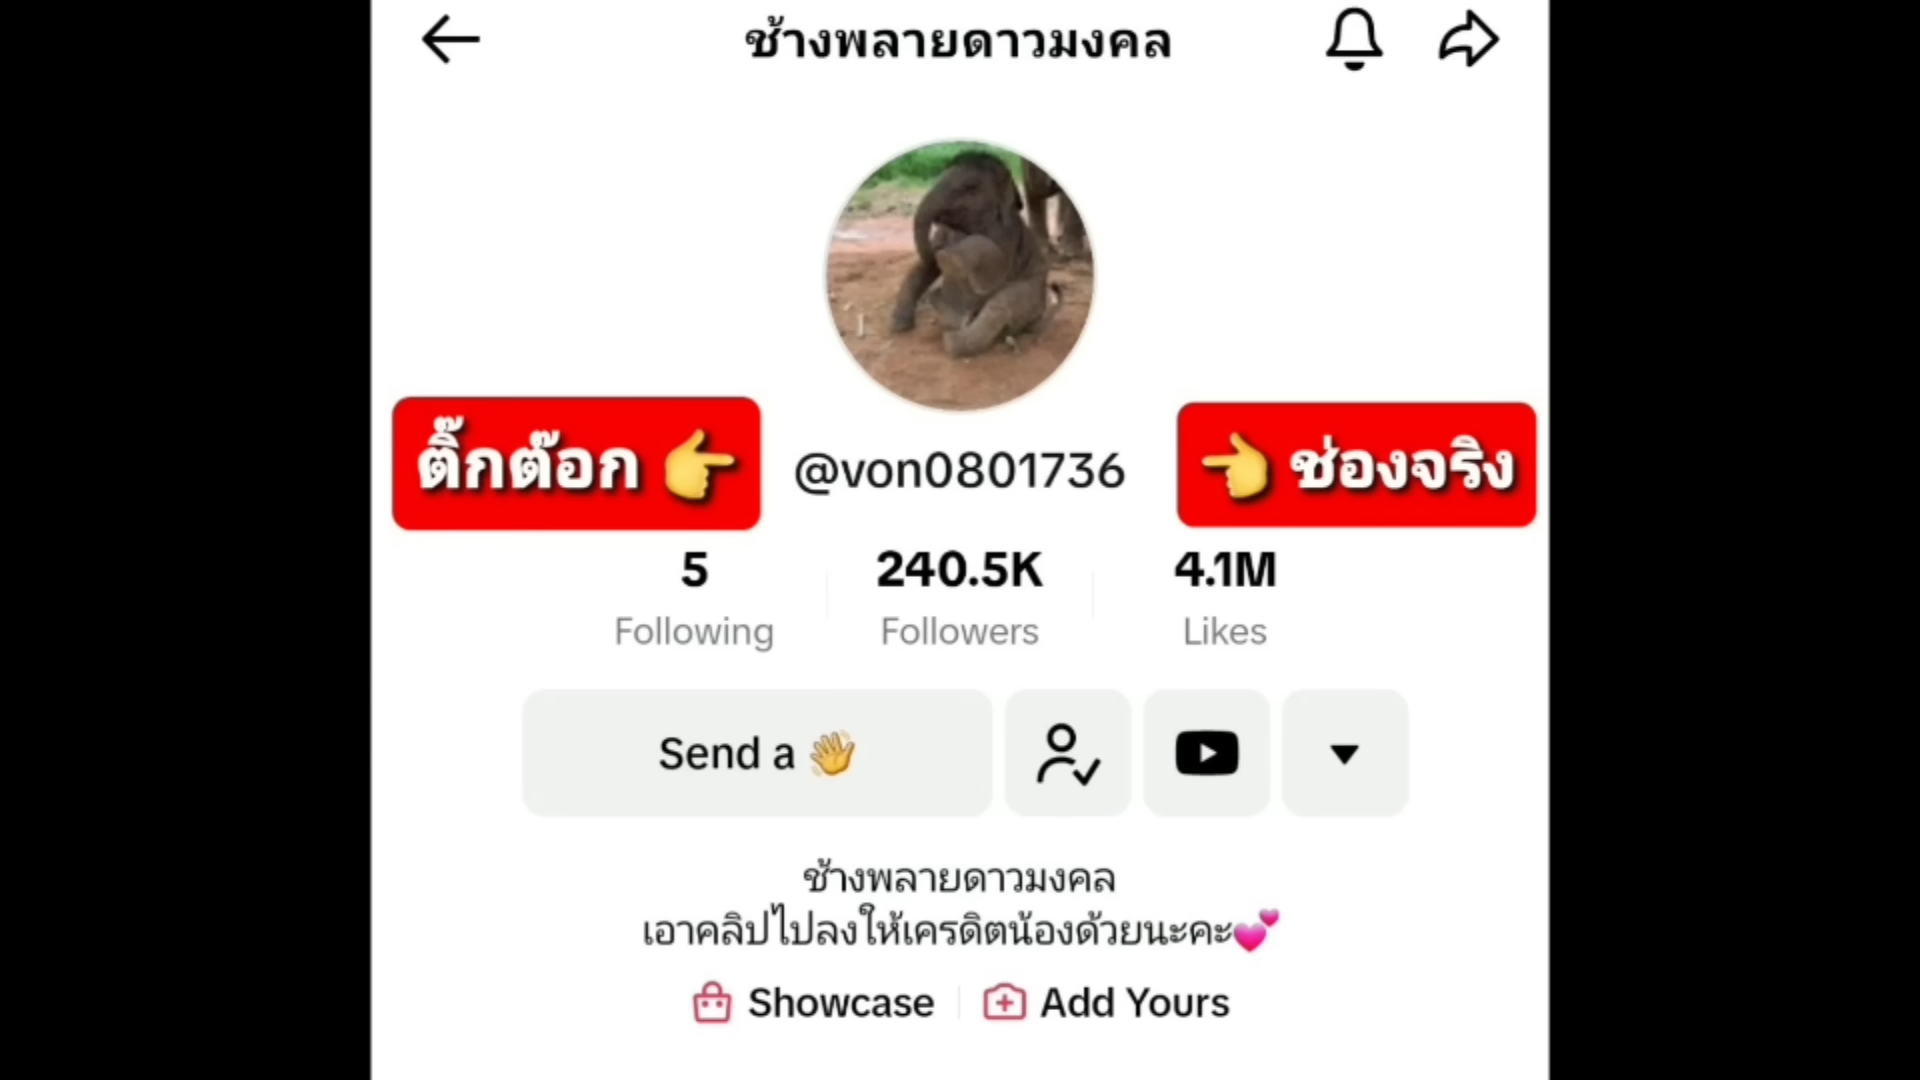 ช้างพลายดาวมงคล
ติ๊กต๊อก 👉 @von0801736 👈 ช่องจริง
5 240.5K 4.1M
Following Followers Likes
Send a 👋
ช้างพลายดาวมงคล
เอาคลิปไปลงให้เครดิตน้องด้วยนะคะ💕
Showcase Add Yours